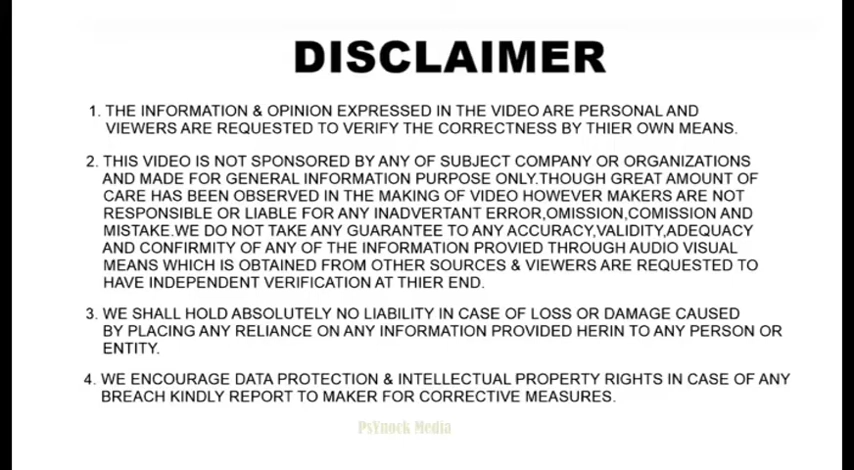 DISCLAIMER
1. THE INFORMATION & OPINION EXPRESSED IN THE VIDEO ARE PERSONAL AND
VIEWERS ARE REQUESTED TO VERIFY THE CORRECTNESS BY THIER OWN MEANS.
2. THIS VIDEO IS NOT SPONSORED BY ANY OF SUBJECT COMPANY OR ORGANIZATIONS
AND MADE FOR GENERAL INFORMATION PURPOSE ONLY.THOUGH GREAT AMOUNT OF
CARE HAS BEEN OBSERVED IN THE MAKING OF VIDEO HOWEVER MAKERS ARE NOT
RESPONSIBLE OR LIABLE FOR ANY INADVERTANT ERROR,OMISSION,COMISSION AND
MISTAKE.WE DO NOT TAKE ANY GUARANTEE TO ANY ACCURACY,VALIDITY,ADEQUACY
AND CONFIRMITY OF ANY OF THE INFORMATION PROVIED THROUGH AUDIO VISUAL
MEANS WHICH IS OBTAINED FROM OTHER SOURCES & VIEWERS ARE REQUESTED TO
HAVE INDEPENDENT VERIFICATION AT THIER END.
3. WE SHALL HOLD ABSOLUTELY NO LIABILITY IN CASE OF LOSS OR DAMAGE CAUSED
BY PLACING ANY RELIANCE ON ANY INFORMATION PROVIDED HERIN TO ANY PERSON OR
ENTITY.
4. WE ENCOURAGE DATA PROTECTION & INTELLECTUAL PROPERTY RIGHTS IN CASE OF ANY
BREACH KINDLY REPORT TO MAKER FOR CORRECTIVE MEASURES.
PsYnock Media